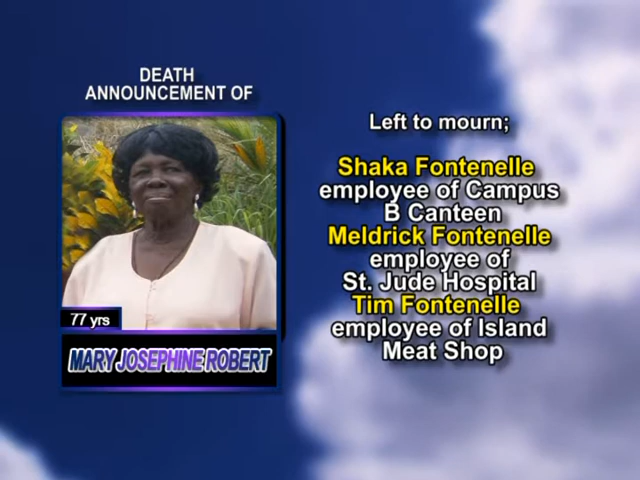 DEATH
ANNOUNCEMENT OF
77 yrs
MARY JOSEPHINE ROBERT
Left to mourn;
Shaka Fontenelle
employee of Campus
B Canteen
Meldrick Fontenelle
employee of
St. Jude Hospital
Tim Fontenelle
employee of Island
Meat Shop